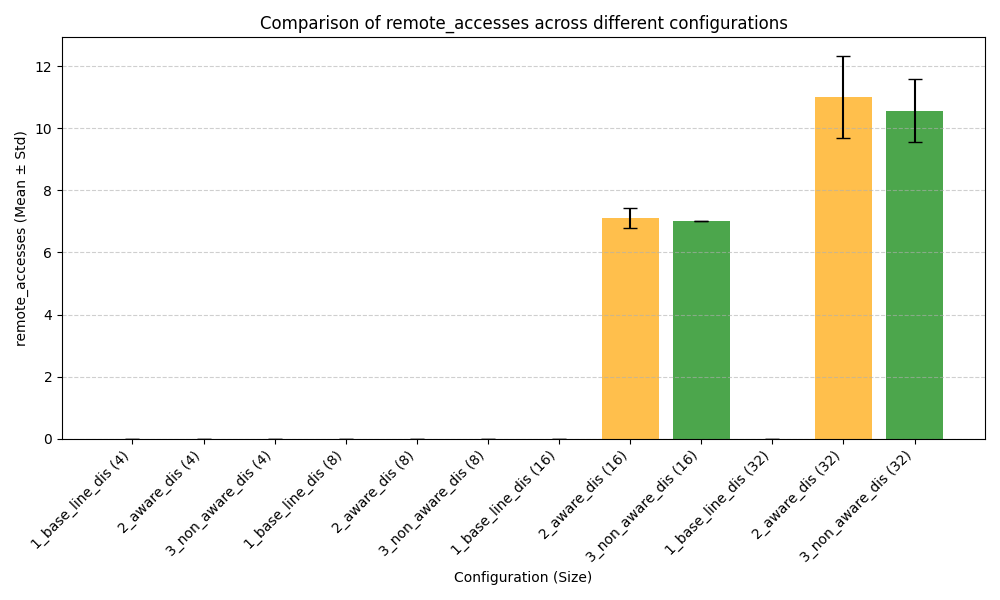 Comparison of remote_accesses across different configurations
remote_accesses (Mean ± Std)
12
10
8
6
4
2
0
1_base_line_dis (4)
2_aware_dis (4)
3_non_aware_dis (4)
1_base_line_dis (8)
2_aware_dis (8)
3_non_aware_dis (8)
1_base_line_dis (16)
2_aware_dis (16)
3_non_aware_dis (16)
1_base_line_dis (32)
2_aware_dis (32)
3_non_aware_dis (32)
Configuration (Size)